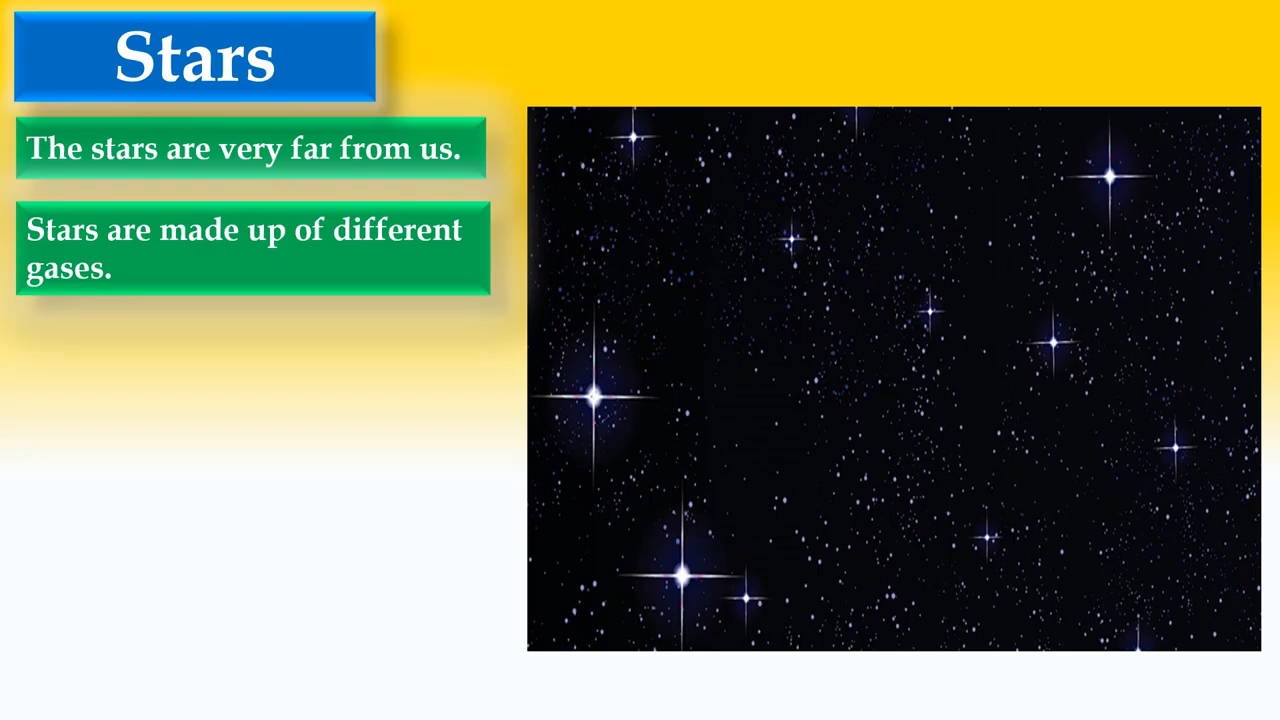 Stars
The stars are very far from us.
Stars are made up of different
gases.